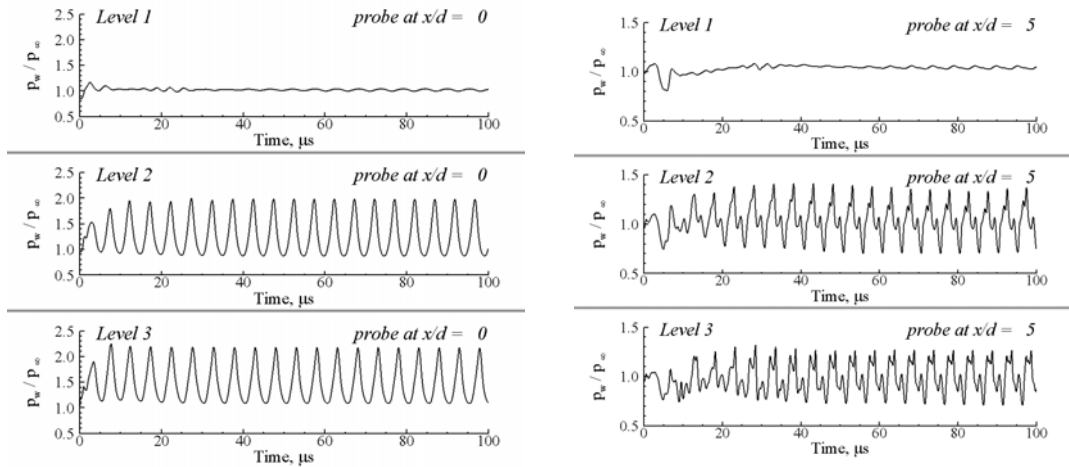 Level 1 probe at x/d = 0
2.5
2.0
1.5
1.0
0.5
p_w / p_∞
0 20 40 60 80 100
Time, μs
Level 2 probe at x/d = 0
2.5
2.0
1.5
1.0
0.5
p_w / p_∞
0 20 40 60 80 100
Time, μs
Level 3 probe at x/d = 0
2.5
2.0
1.5
1.0
0.5
p_w / p_∞
0 20 40 60 80 100
Time, μs
Level 1 probe at x/d = 5
1.5
1.0
0.5
p_w / p_∞
0 20 40 60 80 100
Time, μs
Level 2 probe at x/d = 5
1.5
1.0
0.5
p_w / p_∞
0 20 40 60 80 100
Time, μs
Level 3 probe at x/d = 5
1.5
1.0
0.5
p_w / p_∞
0 20 40 60 80 100
Time, μs